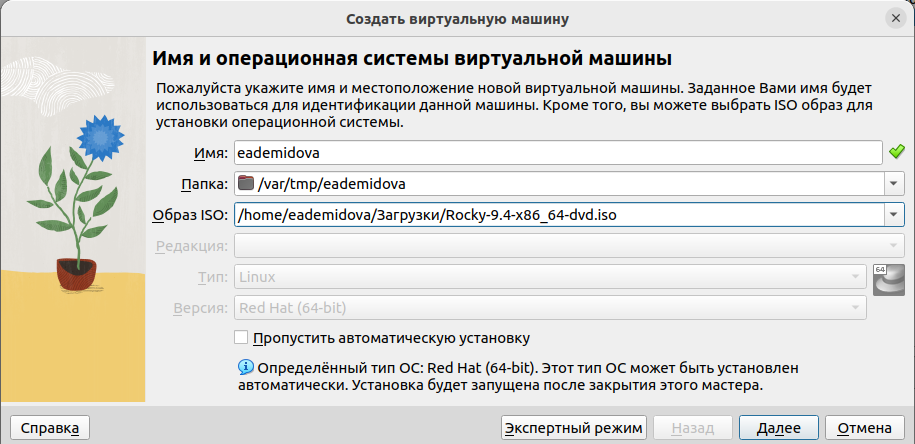 Создать виртуальную машину
Имя и операционная системы виртуальной машины
Пожалуйста укажите имя и местоположение новой виртуальной машины. Заданное Вами имя будет
использоваться для идентификации данной машины. Кроме того, вы можете выбрать ISO образ для
установки операционной системы.
Имя: eademidova
Папка: /var/tmp/eademidova
Образ ISO: /home/eademidova/Загрузки/Rocky-9.4-x86_64-dvd.iso
Редакция:
Тип: Linux
64
Версия: Red Hat (64-bit)
Пропустить автоматическую установку
Определённый тип ОС: Red Hat (64-bit). Этот тип ОС может быть установлен
автоматически. Установка будет запущена после закрытия этого мастера.
Справка Экспертный режим Назад Далее Отмена